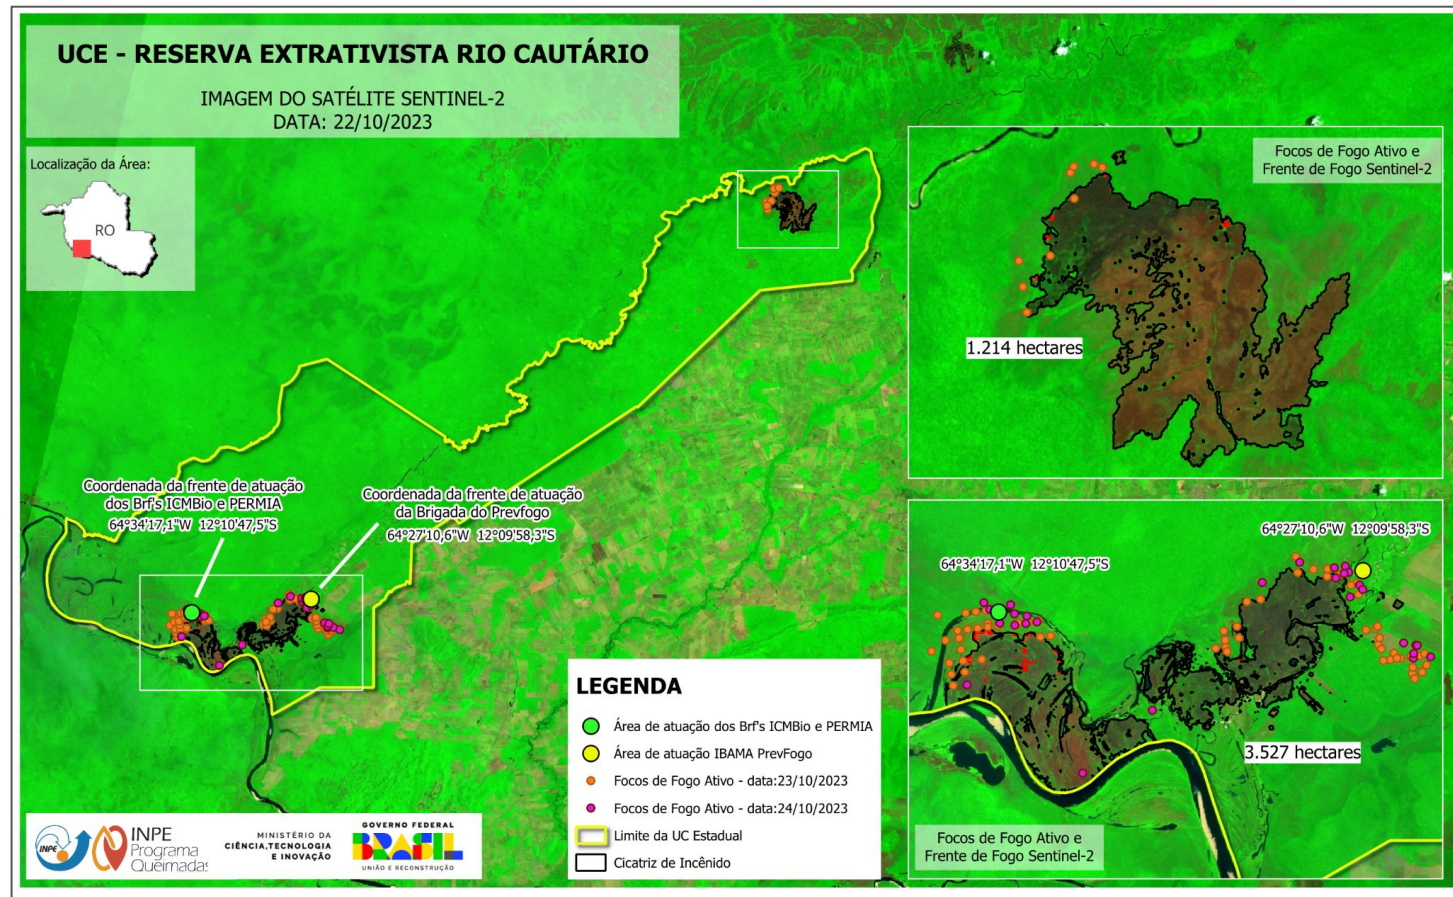 UCE - RESERVA EXTRATIVISTA RIO CAUTÁRIO
IMAGEM DO SATÉLITE SENTINEL-2
DATA: 22/10/2023
Localização da Área:
RO
Focos de Fogo Ativo e
Frente de Fogo Sentinel-2
1.214 hectares
Coordenada da frente de atuação
dos Brf's ICMBio e PERMIA
64°34'17,1"W 12°10'47,5"S
Coordenada da frente de atuação
da Brigada do Prevfogo
64°27'10,6"W 12°09'58,3"S
64°27'10,6"W 12°09'58,3"S
64°34'17,1"W 12°10'47,5"S
3.527 hectares
Focos de Fogo Ativo e
Frente de Fogo Sentinel-2
LEGENDA
Área de atuação dos Brf's ICMBio e PERMIA
Área de atuação IBAMA PrevFogo
Focos de Fogo Ativo - data:23/10/2023
Focos de Fogo Ativo - data:24/10/2023
Limite da UC Estadual
Cicatriz de Incênido
INPE
INPE
Programa
Queimadas
MINISTÉRIO DA
CIÊNCIA,TECNOLOGIA
E INOVAÇÃO
GOVERNO FEDERAL
BRASIL
UNIÃO E RECONSTRUÇÃO